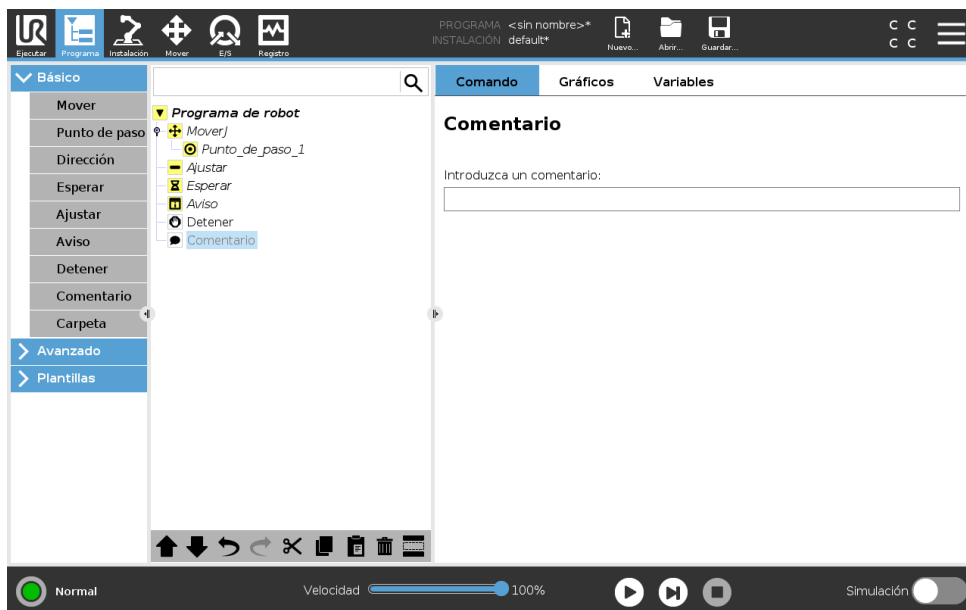 PROGRAMA <sin nombre>*
INSTALACIÓN default*
UR
Ejecutar
Programa
Instalación
Mover
E/S
Registro
Nuevo...
Abrir...
Guardar...
C C
C C
Básico
Mover
Punto de paso
Dirección
Esperar
Ajustar
Aviso
Detener
Comentario
Carpeta
Avanzado
Plantillas
Programa de robot
MoverJ
Punto_de_paso_1
Ajustar
Esperar
Aviso
Detener
Comentario
Comando
Gráficos
Variables
Comentario
Introduzca un comentario:
Normal
Velocidad
100%
Simulación